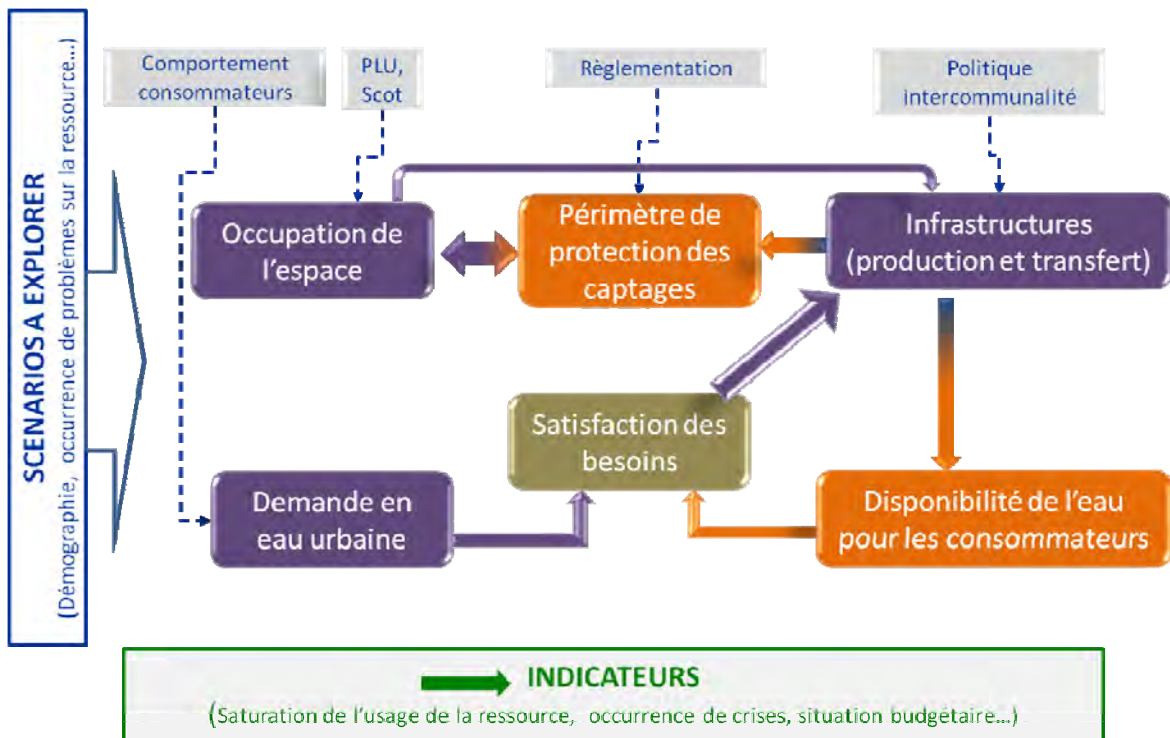 SCENARIOS A EXPLORER
(Démographie, occurrence de problèmes sur la ressource...)
Comportement
consommateurs
PLU,
Scot
Règlementation
Politique
intercommunalité
Occupation de
l'espace
Périmètre de
protection des
captages
Infrastructures
(production et transfert)
Satisfaction des
besoins
Demande en
eau urbaine
Disponibilité de l'eau
pour les consommateurs
INDICATEURS
(Saturation de l'usage de la ressource, occurrence de crises, situation budgétaire...)